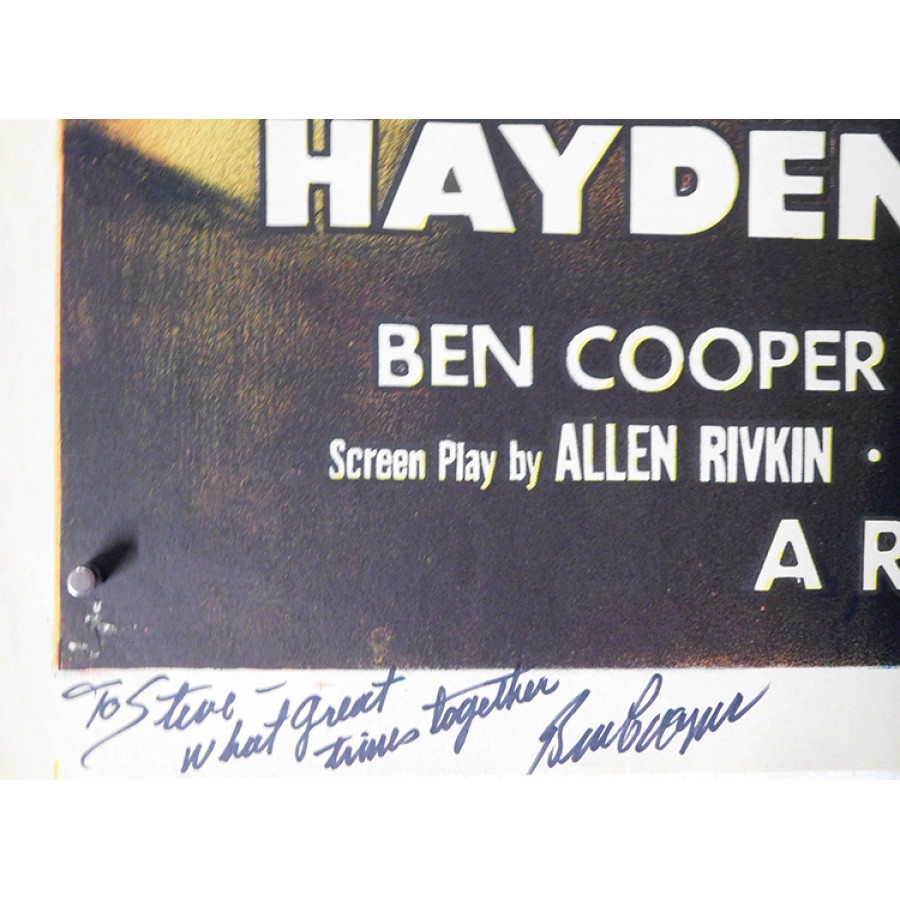 HAYDEN
BEN COOPER
Screen Play by ALLEN RIVKIN •
A R
To Steve -
what great
times together
Ben Cooper